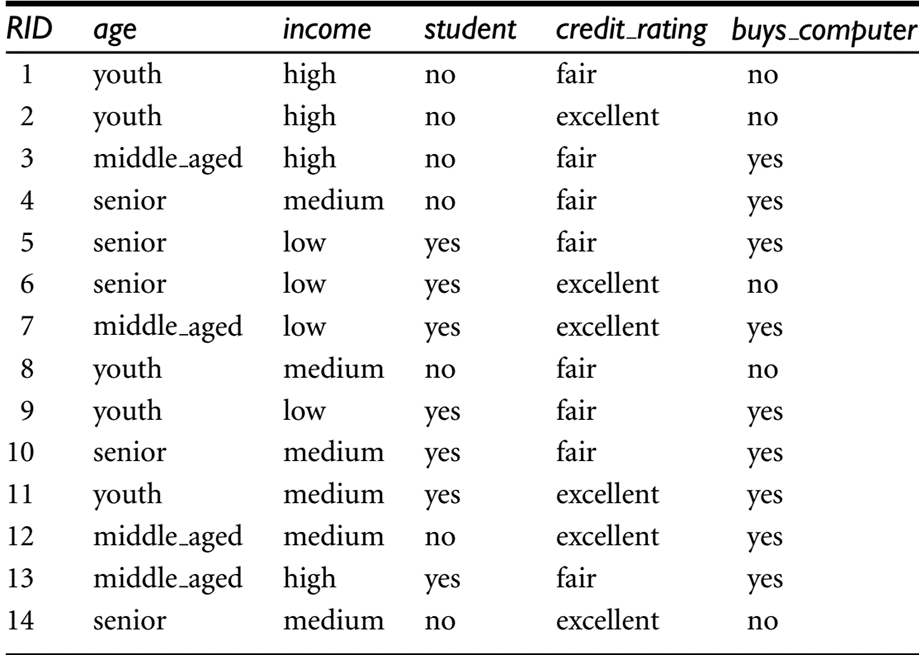 RID age income student credit_rating buys_computer
1 youth high no fair no
2 youth high no excellent no
3 middle_aged high no fair yes
4 senior medium no fair yes
5 senior low yes fair yes
6 senior low yes excellent no
7 middle_aged low yes excellent yes
8 youth medium no fair no
9 youth low yes fair yes
10 senior medium yes fair yes
11 youth medium yes excellent yes
12 middle_aged medium no excellent yes
13 middle_aged high yes fair yes
14 senior medium no excellent no